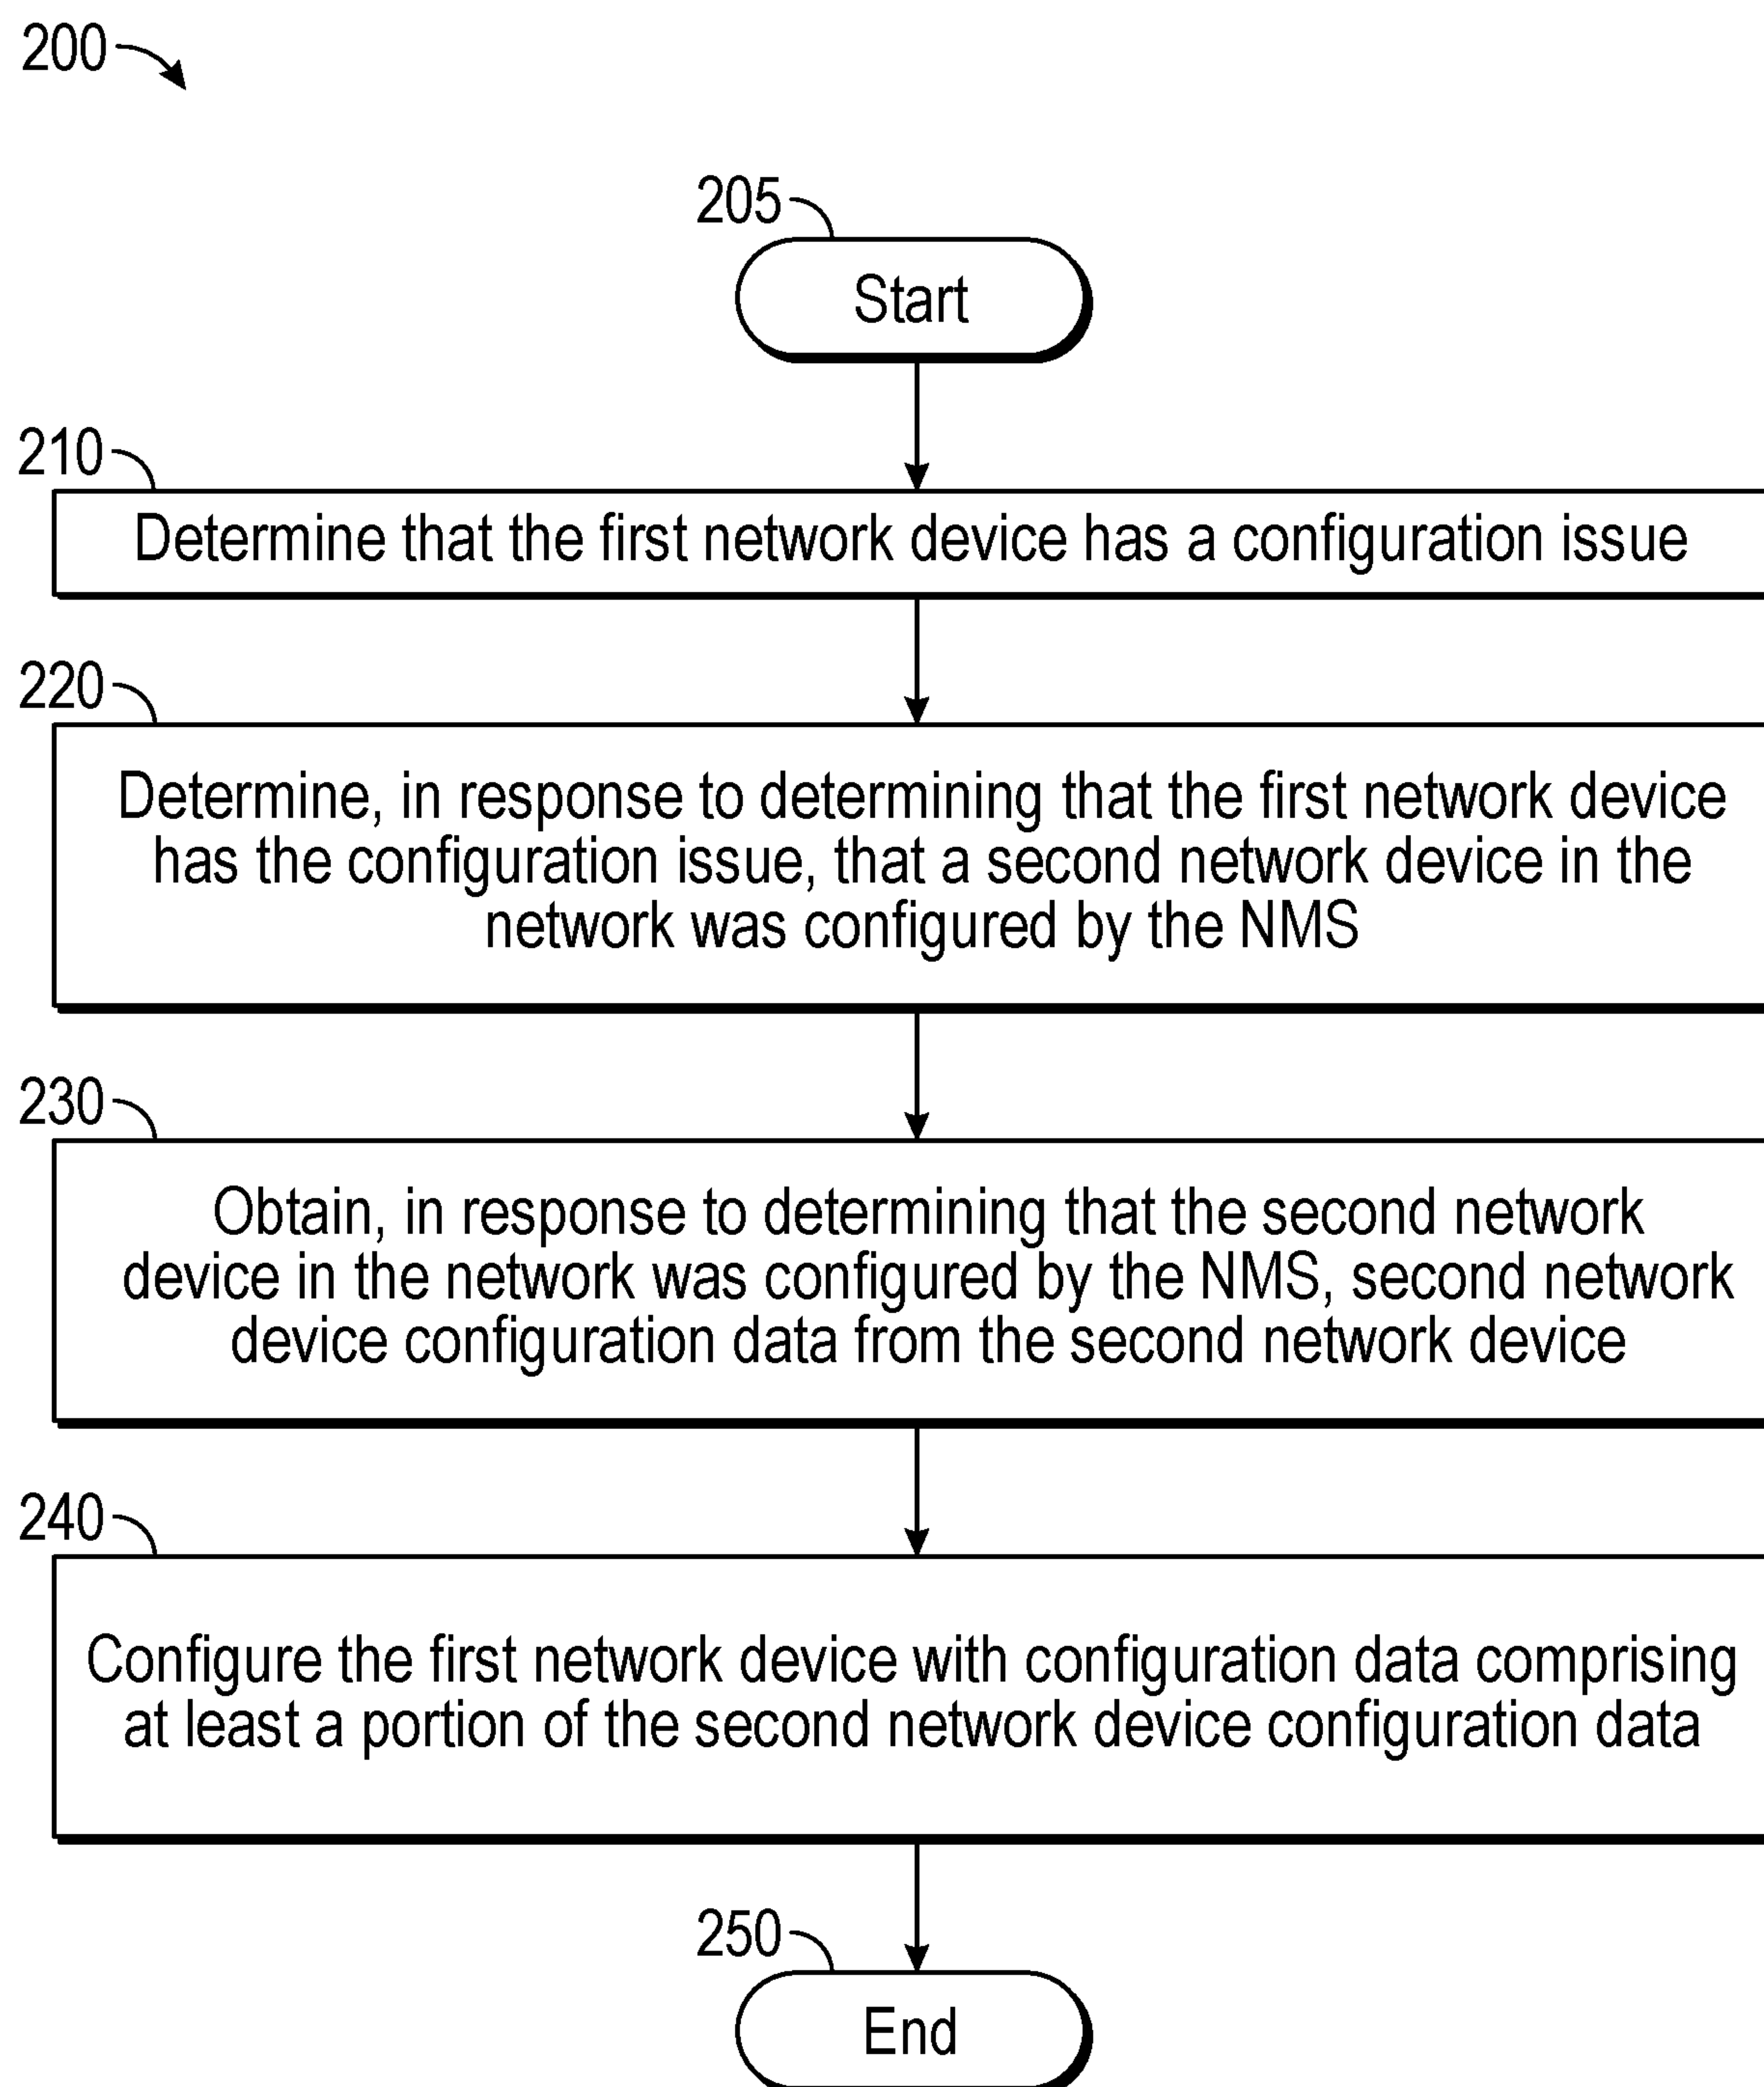 200
205
Start
210
Determine that the first network device has a configuration issue
220
Determine, in response to determining that the first network device
has the configuration issue, that a second network device in the
network was configured by the NMS
230
Obtain, in response to determining that the second network
device in the network was configured by the NMS, second network
device configuration data from the second network device
240
Configure the first network device with configuration data comprising
at least a portion of the second network device configuration data
250
End